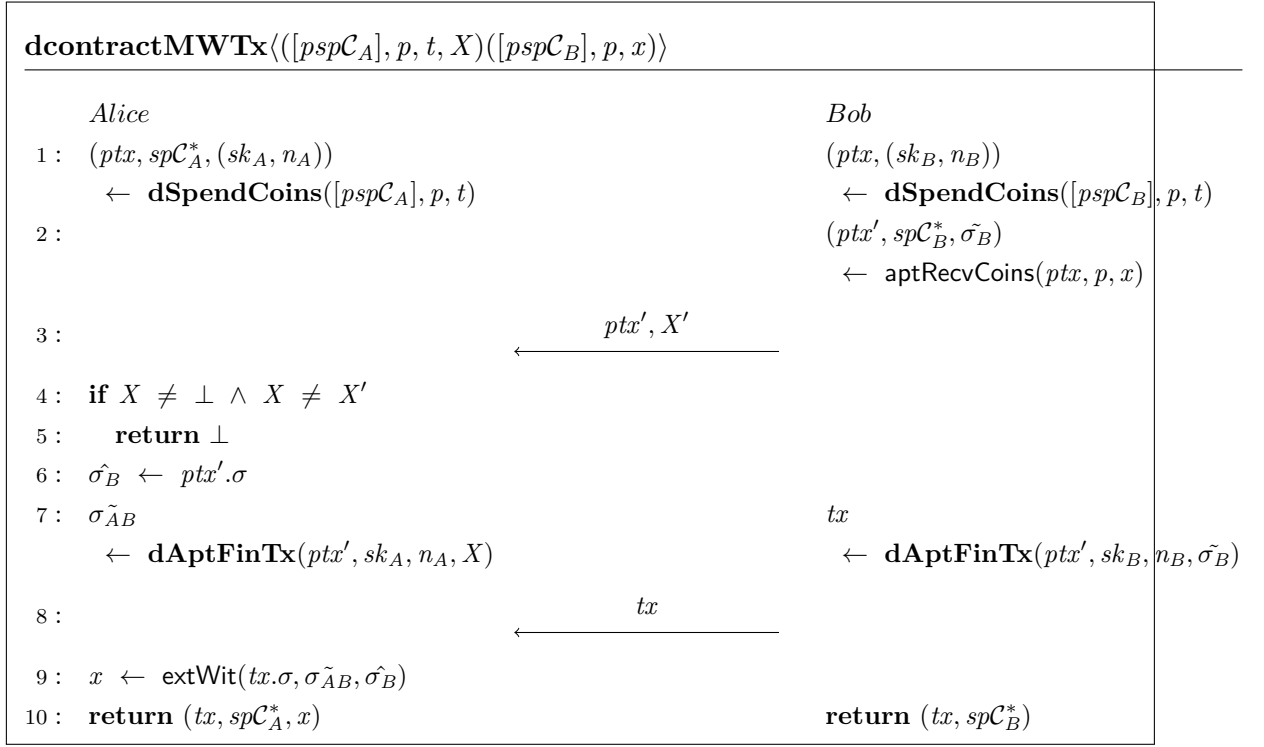 dcontractMWTx⟨([pspC_A], p, t, X)([pspC_B], p, x)⟩
Alice Bob
1 : (ptx, spC*_A, (sk_A, n_A)) (ptx, (sk_B, n_B))
← dSpendCoins([pspC_A], p, t) ← dSpendCoins([pspC_B], p, t)
2 : (ptx′, spC*_B, σ̃_B)
← aptRecvCoins(ptx, p, x)
3 : ptx′, X′
4 : if X ≠ ⊥ ∧ X ≠ X′
5 : return ⊥
6 : σ̂_B ← ptx′.σ
7 : σ̃_AB tx
← dAptFinTx(ptx′, sk_A, n_A, X) ← dAptFinTx(ptx′, sk_B, n_B, σ̃_B)
8 : tx
9 : x ← extWit(tx.σ, σ̃_AB, σ̂_B)
10 : return (tx, spC*_A, x) return (tx, spC*_B)